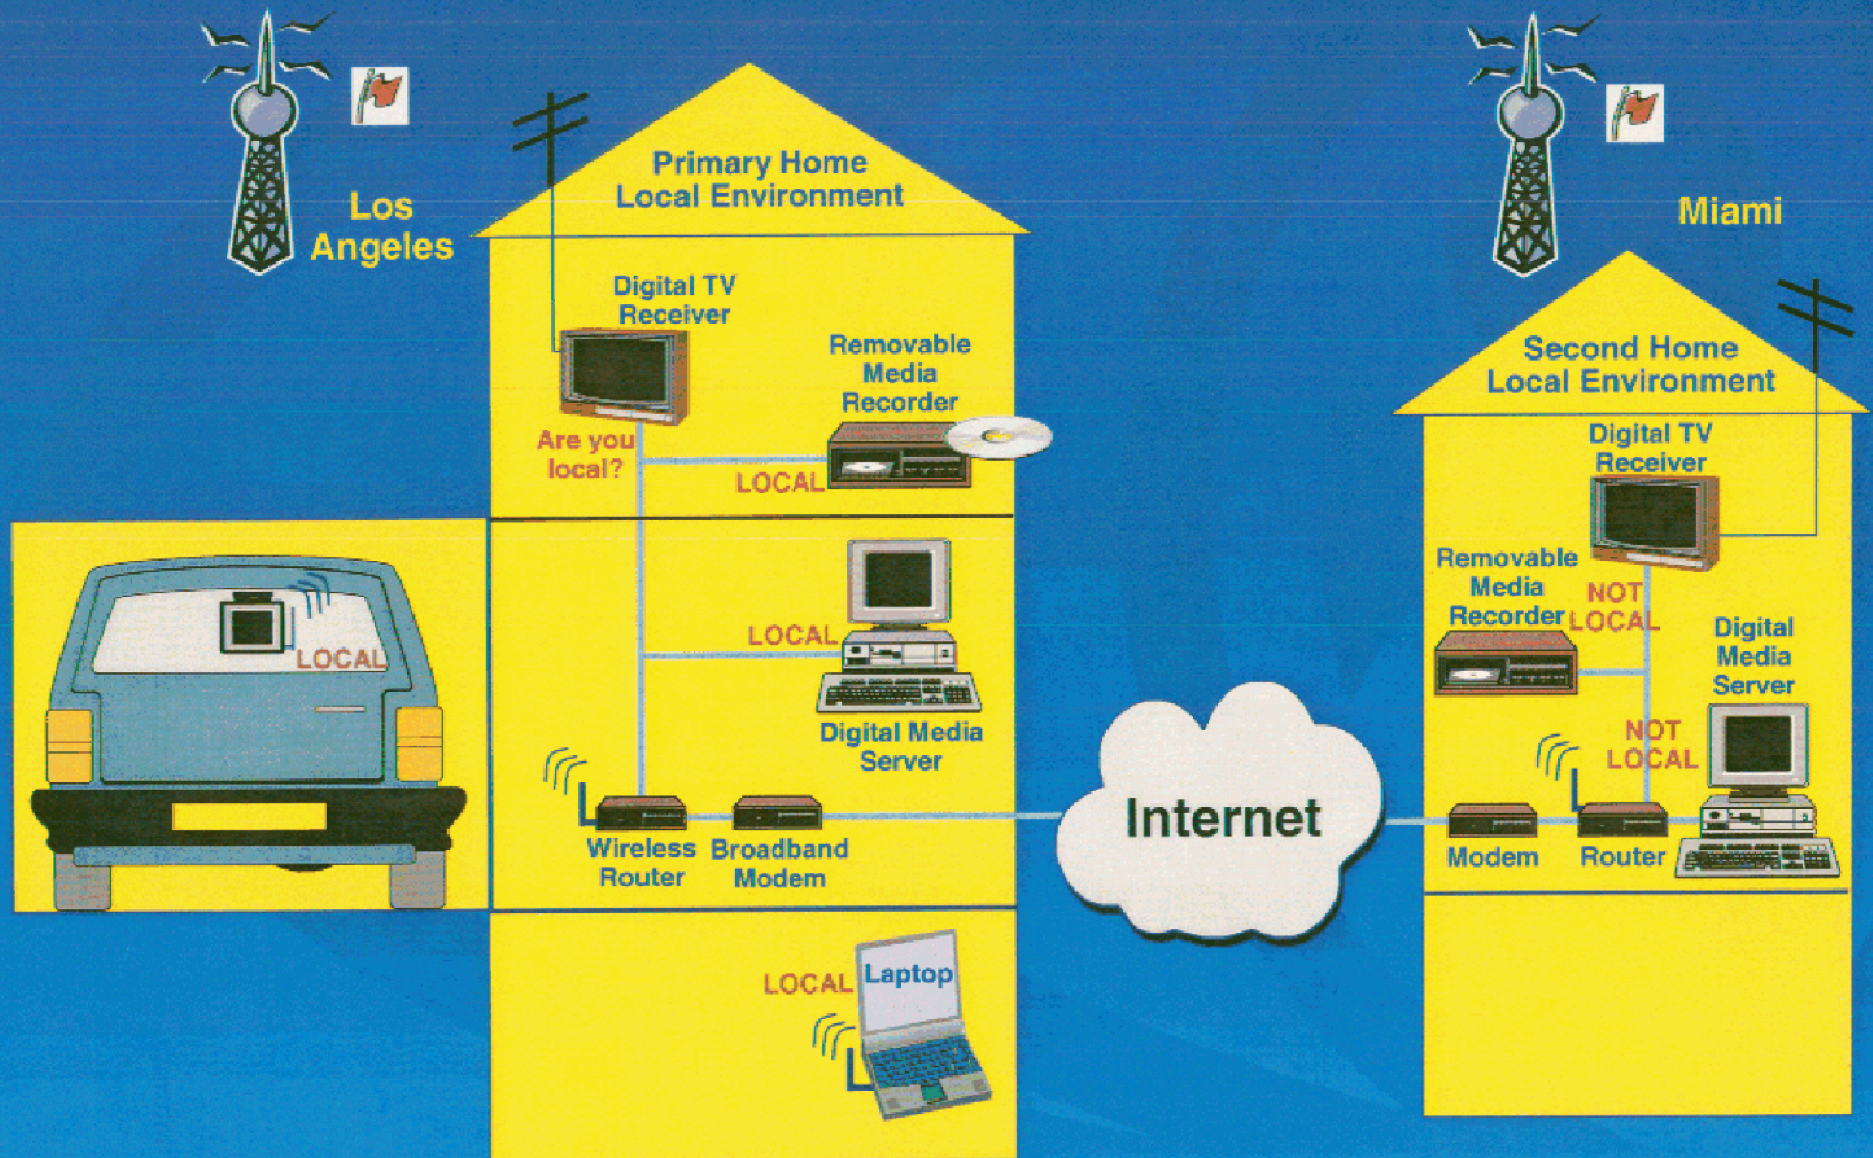 Los
Angeles
Primary Home
Local Environment
Digital TV
Receiver
Removable
Media
Recorder
Are you
local?
LOCAL
LOCAL
LOCAL
Digital Media
Server
Wireless
Router
Broadband
Modem
LOCAL
Laptop
Internet
Miami
Second Home
Local Environment
Digital TV
Receiver
Removable
Media
Recorder
NOT
LOCAL
Digital
Media
Server
NOT
LOCAL
Modem
Router